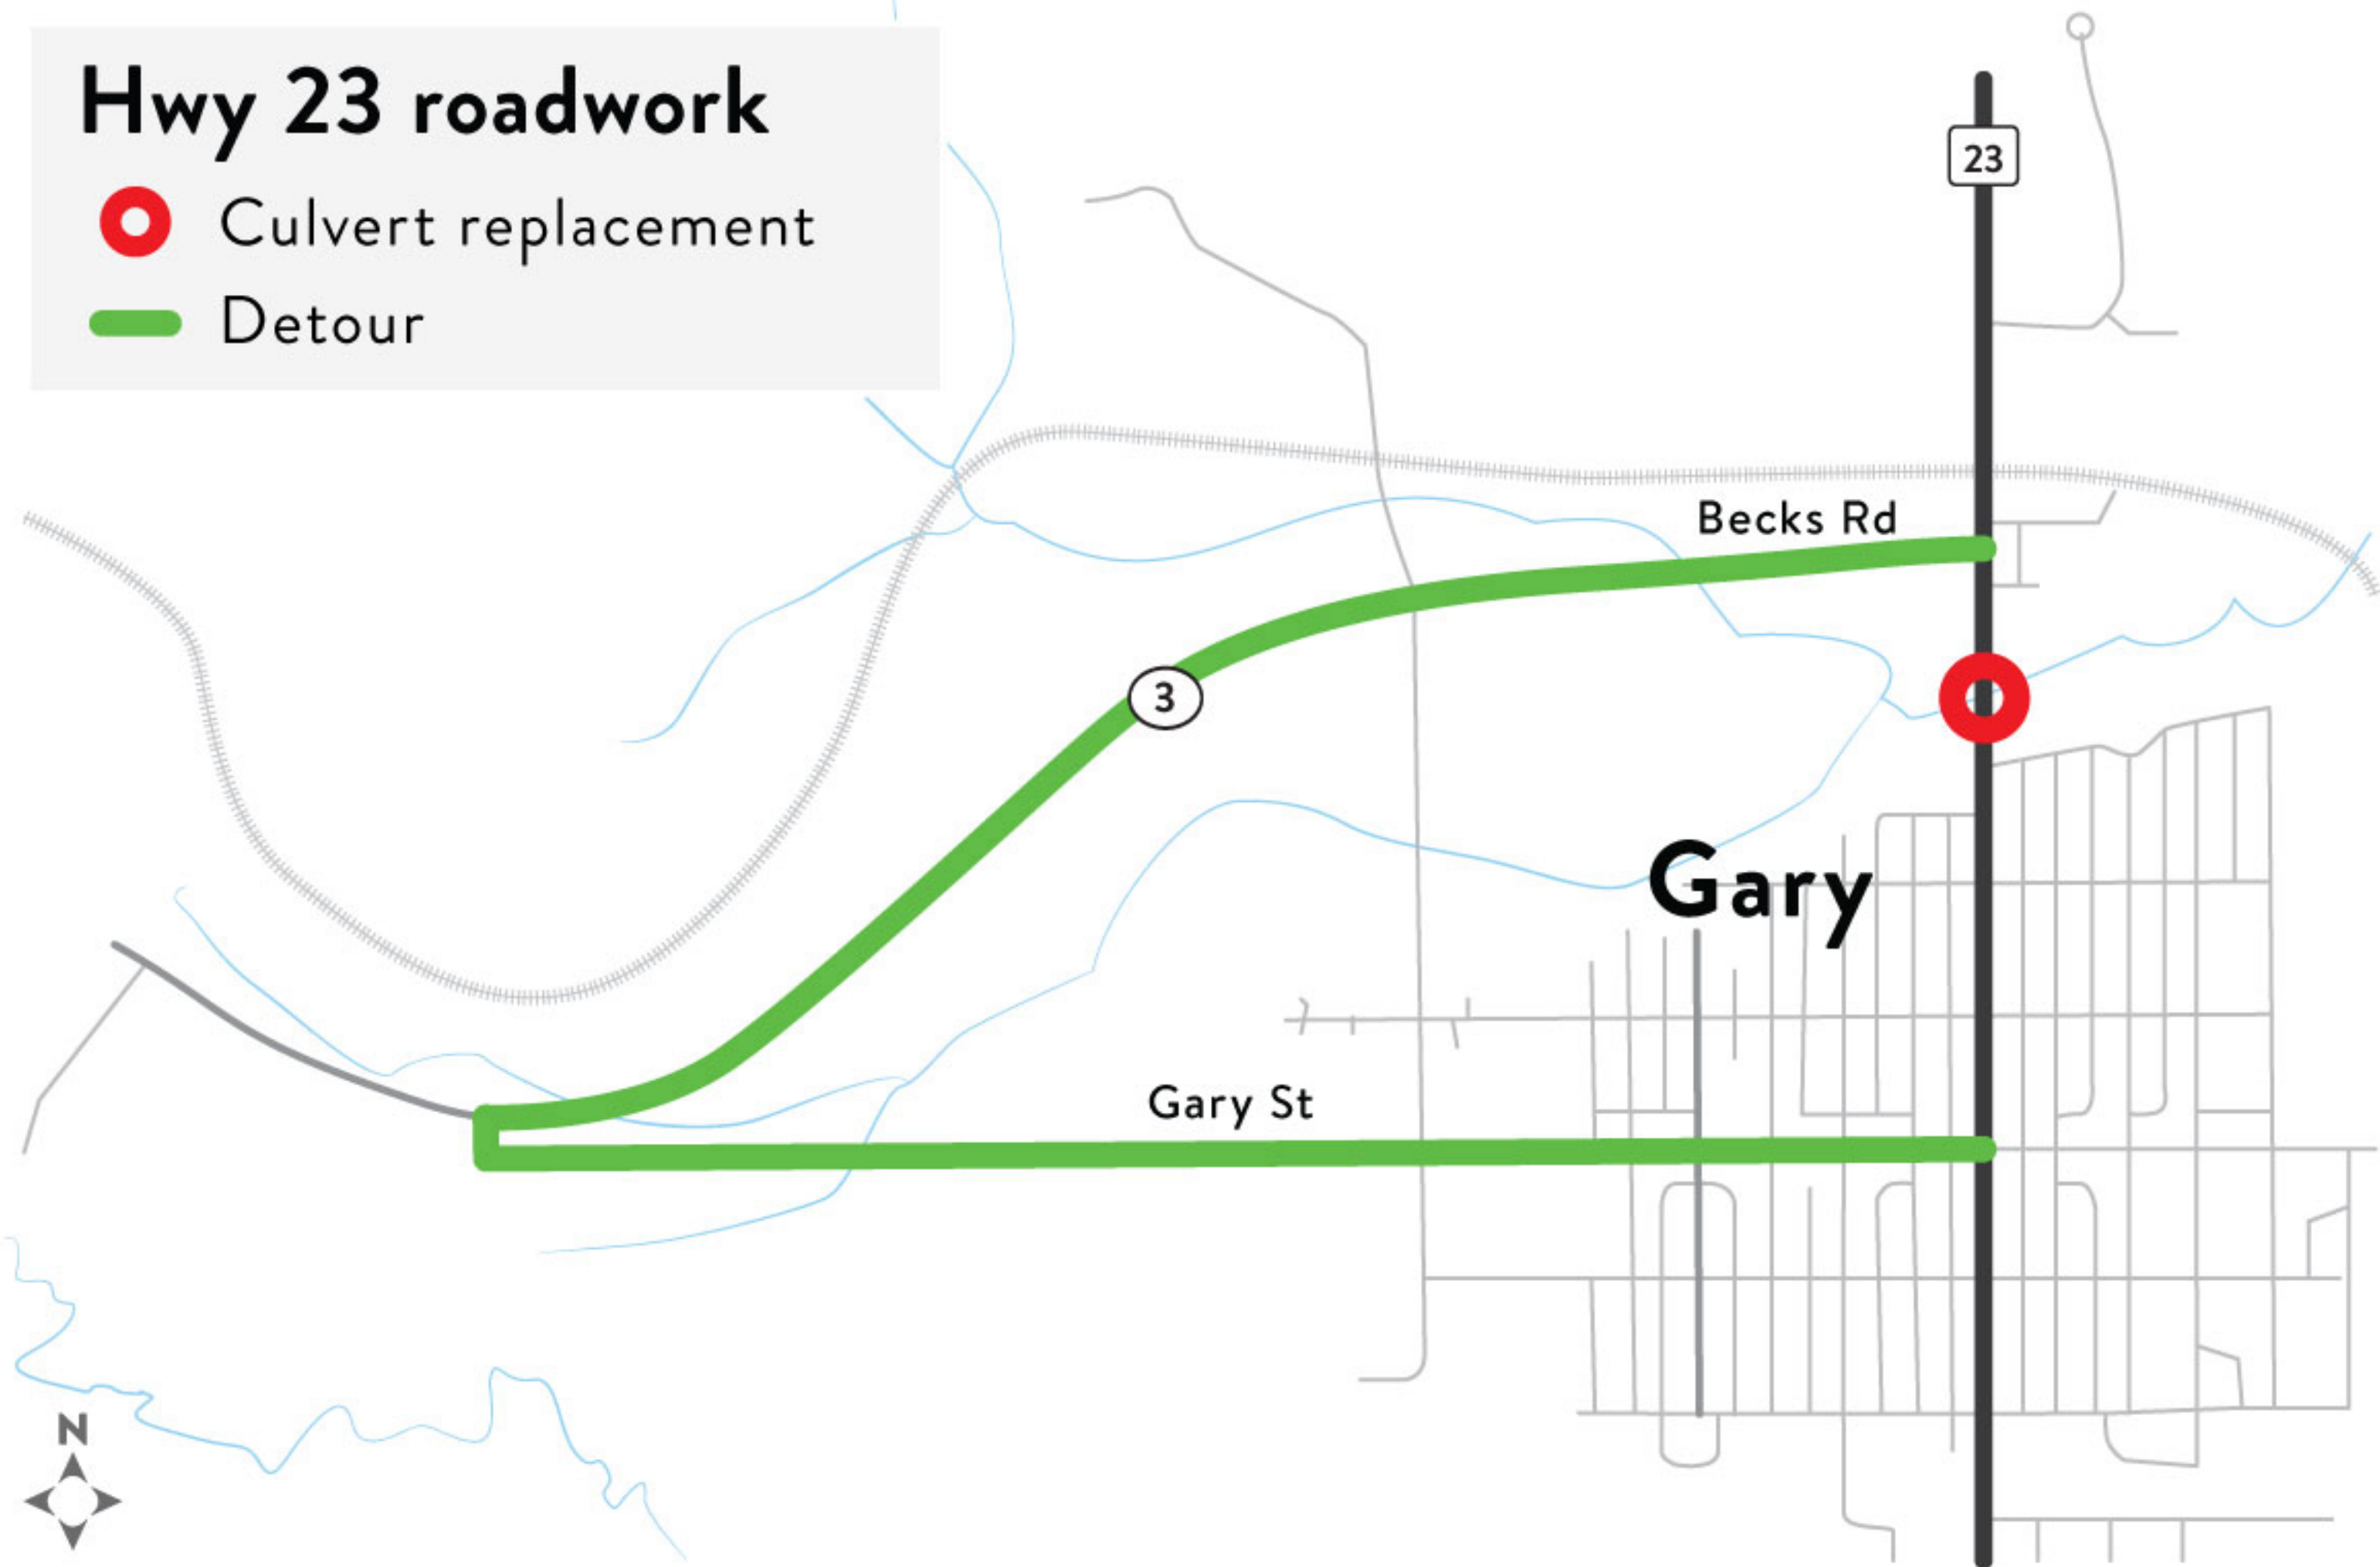 Hwy 23 roadwork
Culvert replacement
Detour
23
Becks Rd
3
Gary
Gary St
N